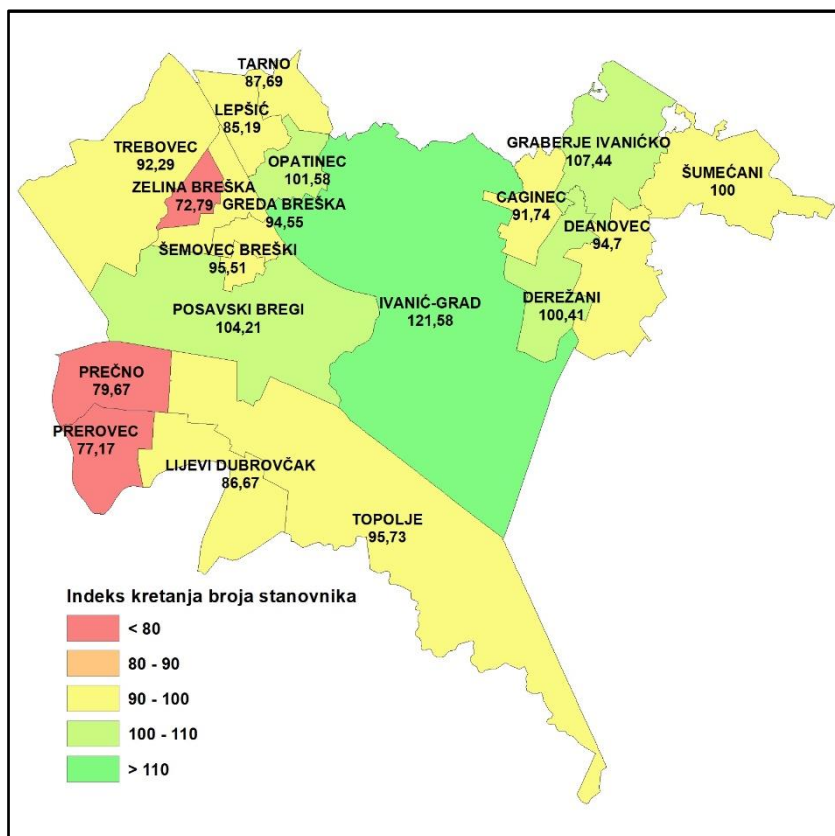 TARNO
87,69
LEPŠIĆ
85,19
TREBOVEC
92,29
OPATINEC
101,58
GRABERJE IVANIĆKO
107,44
ŠUMEĆANI
100
ZELINA BREŠKA
72,79
GREDA BREŠKA
94,55
CAGINEC
91,74
DEANOVEC
94,7
ŠEMOVEC BREŠKI
95,51
POSAVSKI BREGI
104,21
IVANIĆ-GRAD
121,58
DEREŽANI
100,41
PREČNO
79,67
PREROVEC
77,17
LIJEVI DUBROVČAK
86,67
TOPOLJE
95,73
Indeks kretanja broja stanovnika
< 80
80 - 90
90 - 100
100 - 110
> 110